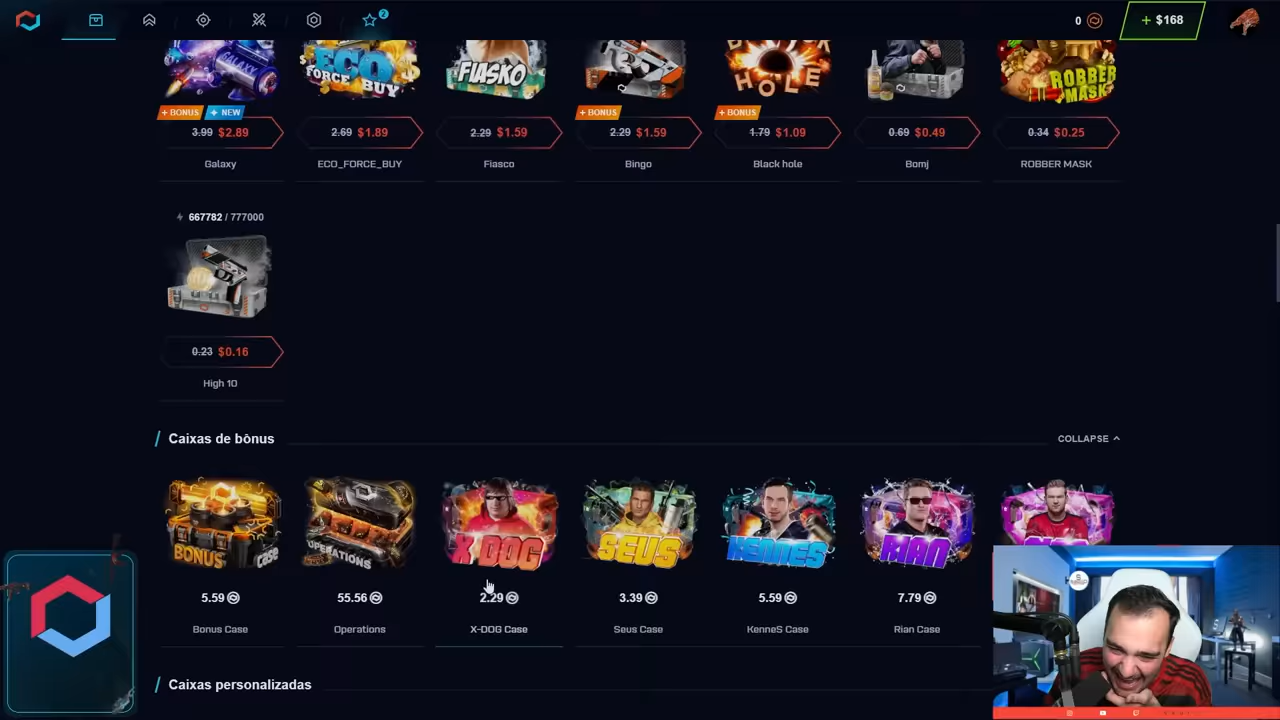 2
0
+ $168
GALAXY
ECO
FORCE
BUY
FIASKO
HOLE
ROBBER
MASK
+ BONUS
+ NEW
+ BONUS
+ BONUS
3.99 $2.89
2.69 $1.89
2.29 $1.59
2.29 $1.59
1.79 $1.09
0.69 $0.49
0.34 $0.25
Galaxy
ECO_FORCE_BUY
Fiasco
Bingo
Black hole
Bomj
ROBBER MASK
667782 / 777000
0.23 $0.16
High 10
Caixas de bônus
COLLAPSE
BONUS
CASE
OPERATIONS
X DOG
SEUS
KENNES
RIAN
5.59
55.56
2.29
3.39
5.59
7.79
Bonus Case
Operations
X-DOG Case
Seus Case
KenneS Case
Rian Case
Caixas personalizadas